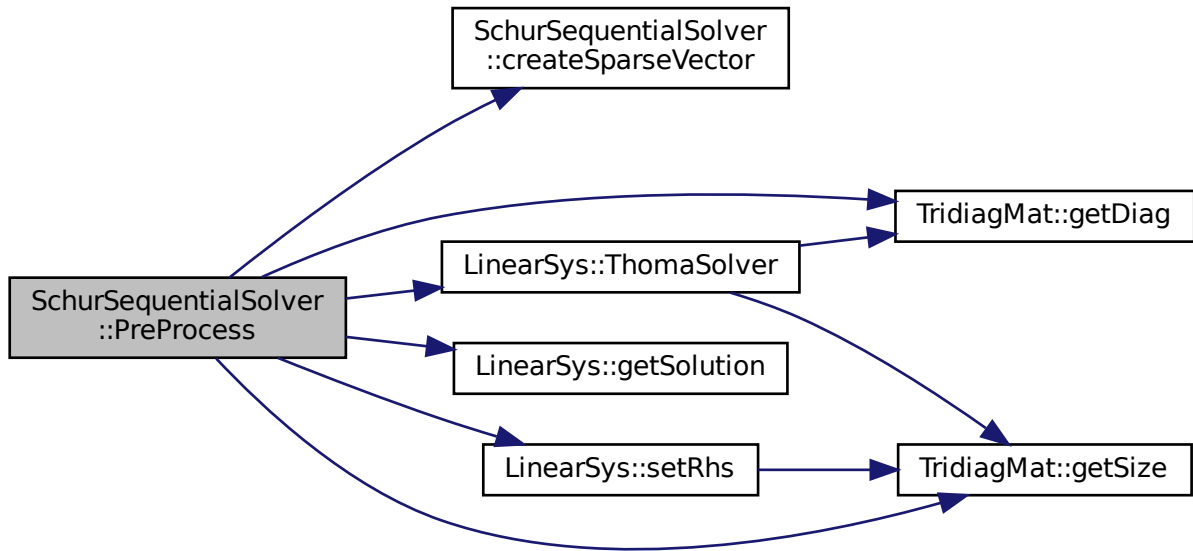 SchurSequentialSolver
::createSparseVector
TridiagMat::getDiag
LinearSys::ThomaSolver
SchurSequentialSolver
::PreProcess
LinearSys::getSolution
LinearSys::setRhs
TridiagMat::getSize